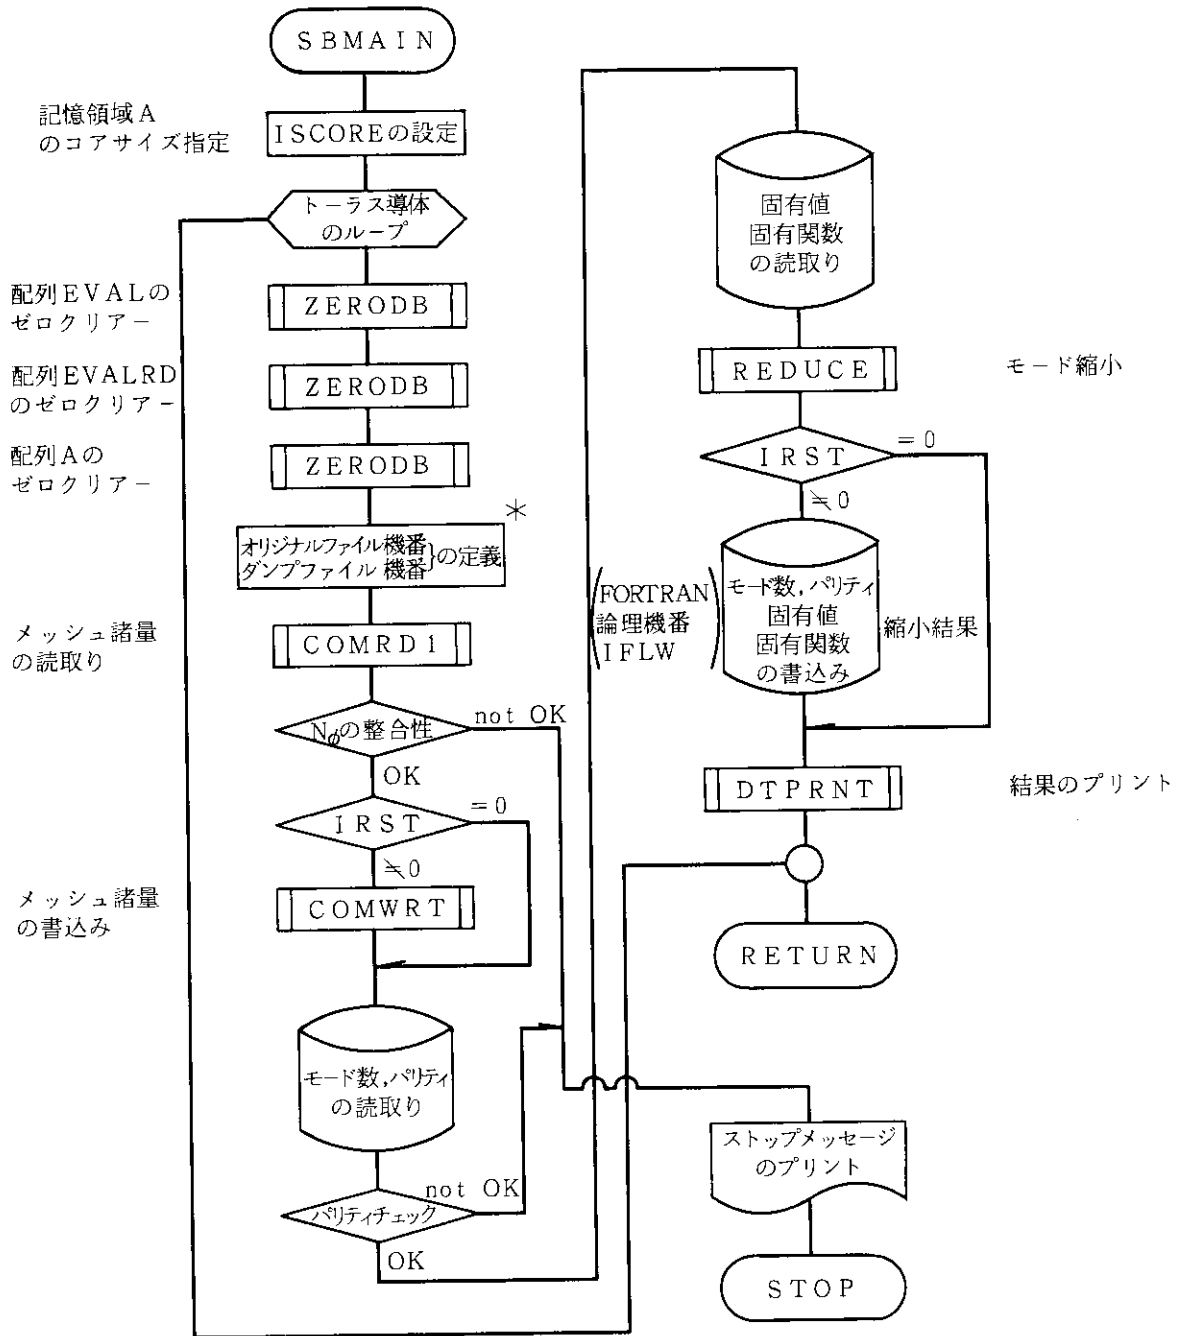 SBMAIN
記憶領域A
のコアサイズ指定
ISCOREの設定
トーラス導体
のループ
配列EVALの
ゼロクリアー
ZERODB
配列EVALRD
のゼロクリアー
ZERODB
配列Aの
ゼロクリアー
ZERODB
*
オリジナルファイル機番
ダンプファイル 機番
}の定義
メッシュ諸量
の読取り
COMRD1
Nφの整合性
not OK
OK
IRST
=0
≠0
メッシュ諸量
の書込み
COMWRT
モード数,パリティ
の読取り
パリティチェック
not OK
OK
固有値
固有関数
の読取り
REDUCE
モード縮小
IRST
=0
≠0
(FORTRAN
論理機番
IFLW)
モード数,パリティ
固有値
固有関数
の書込み
縮小結果
DTPRNT
結果のプリント
RETURN
ストップメッセージ
のプリント
STOP